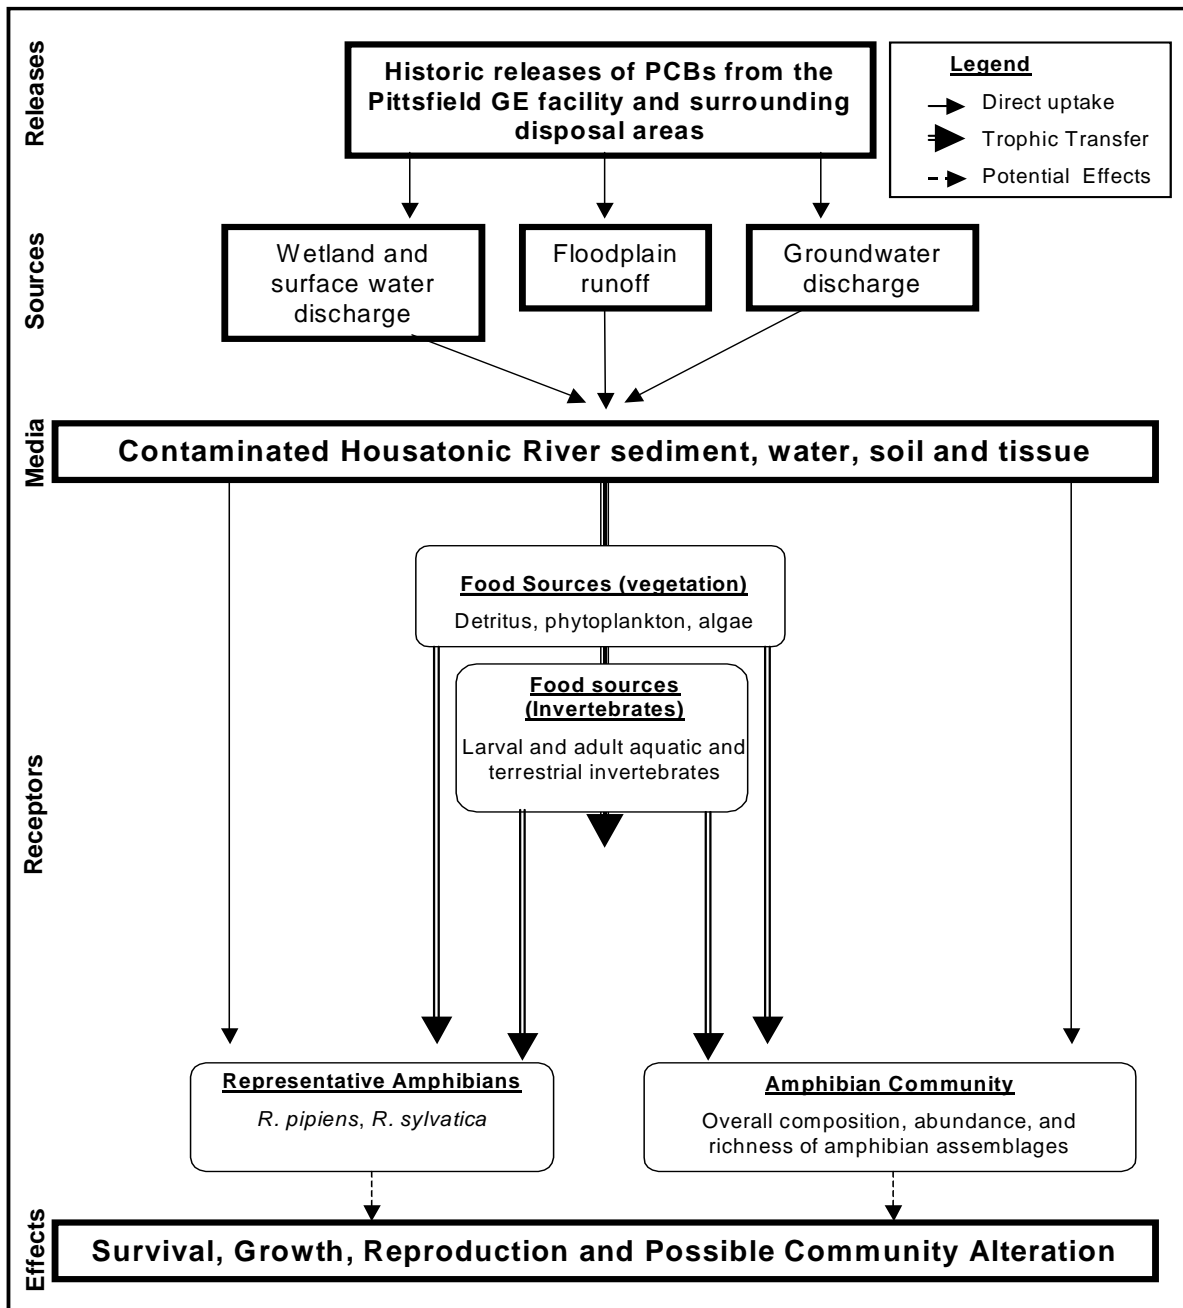 Releases
Historic releases of PCBs from the
Pittsfield GE facility and surrounding
disposal areas
Legend
Direct uptake
Trophic Transfer
Potential Effects
Sources
Wetland and
surface water
discharge
Floodplain
runoff
Groundwater
discharge
Media
Contaminated Housatonic River sediment, water, soil and tissue
Receptors
Food Sources (vegetation)
Detritus, phytoplankton, algae
Food sources
(Invertebrates)
Larval and adult aquatic and
terrestrial invertebrates
Representative Amphibians
R. pipiens, R. sylvatica
Amphibian Community
Overall composition, abundance, and
richness of amphibian assemblages
Effects
Survival, Growth, Reproduction and Possible Community Alteration